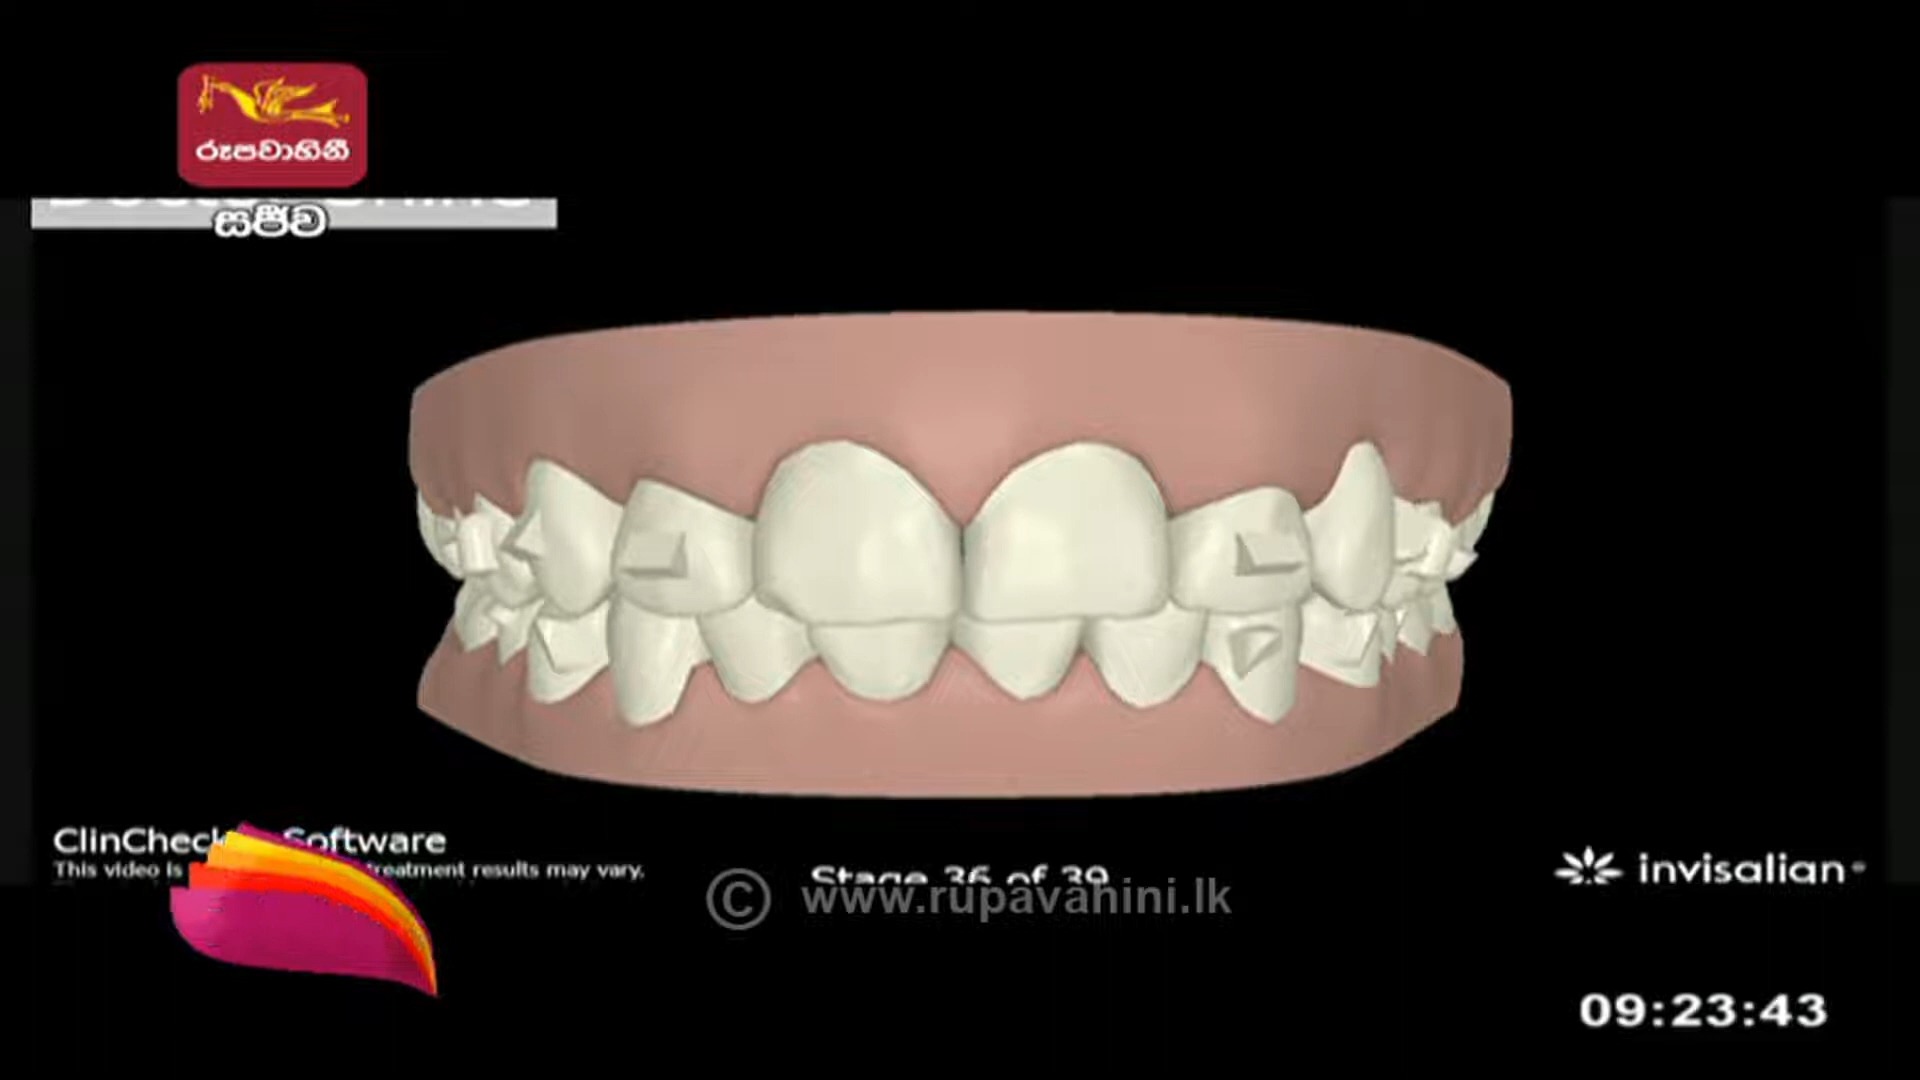 රූපවාහිනී
සජීව
ClinCheck Software
This video is treatment results may vary.
Stage 36 of 39
© www.rupavahini.lk
invisalign
09:23:43